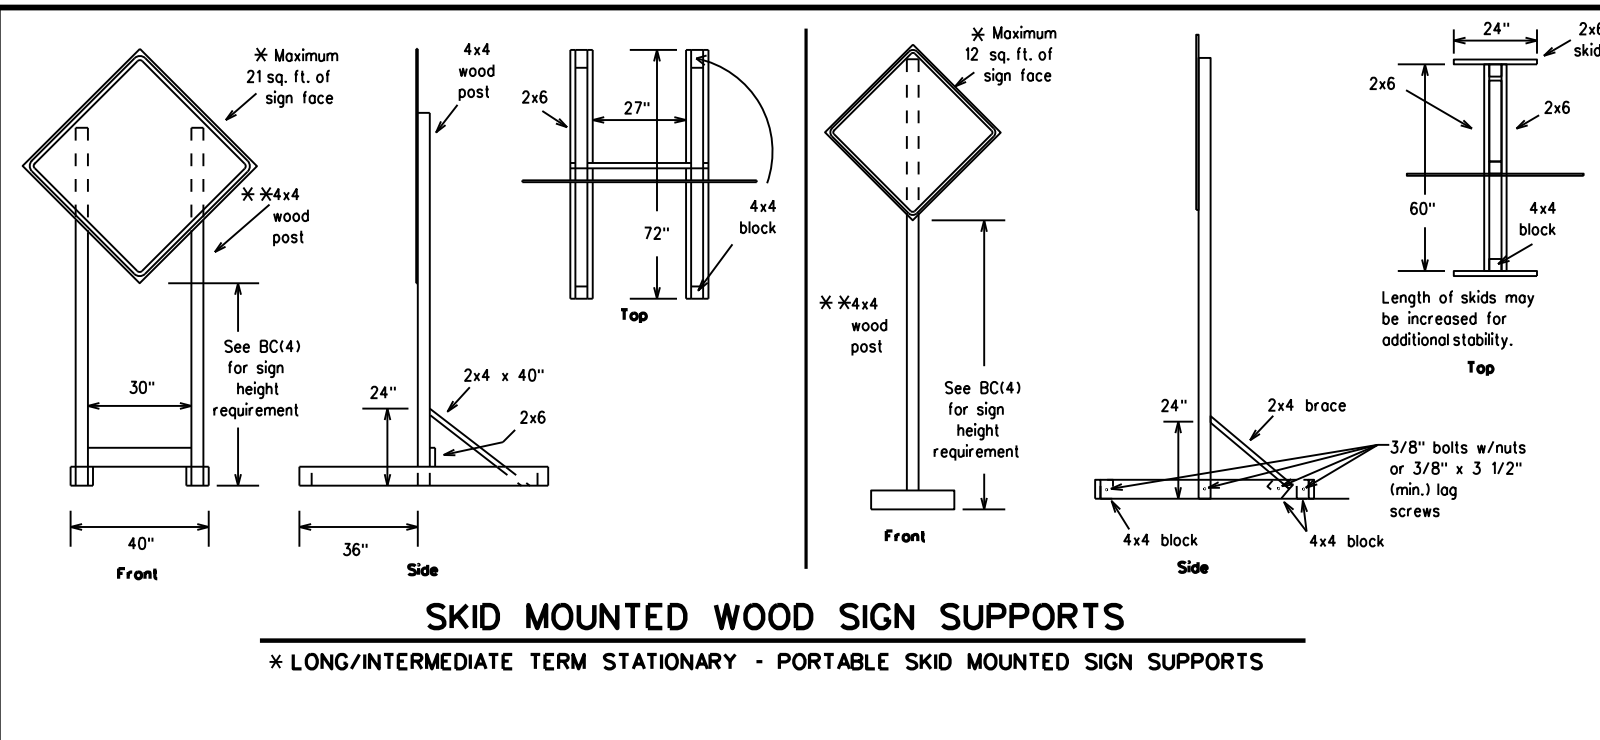 * Maximum
21 sq. ft. of
sign face
* *4x4
wood
post
See BC(4)
for sign
height
requirement
30"
40"
Front
4x4
wood
post
24"
2x4 x 40"
2x6
36"
Side
2x6
27"
72"
4x4
block
Top
* Maximum
12 sq. ft. of
sign face
* *4x4
wood
post
See BC(4)
for sign
height
requirement
Front
24"
2x4 brace
3/8" bolts w/nuts
or 3/8" x 3 1/2"
(min.) lag
screws
4x4 block
4x4 block
Side
24"
2x6
skid
2x6
2x6
60"
4x4
block
Length of skids may
be increased for
additional stability.
Top
SKID MOUNTED WOOD SIGN SUPPORTS
* LONG/INTERMEDIATE TERM STATIONARY - PORTABLE SKID MOUNTED SIGN SUPPORTS